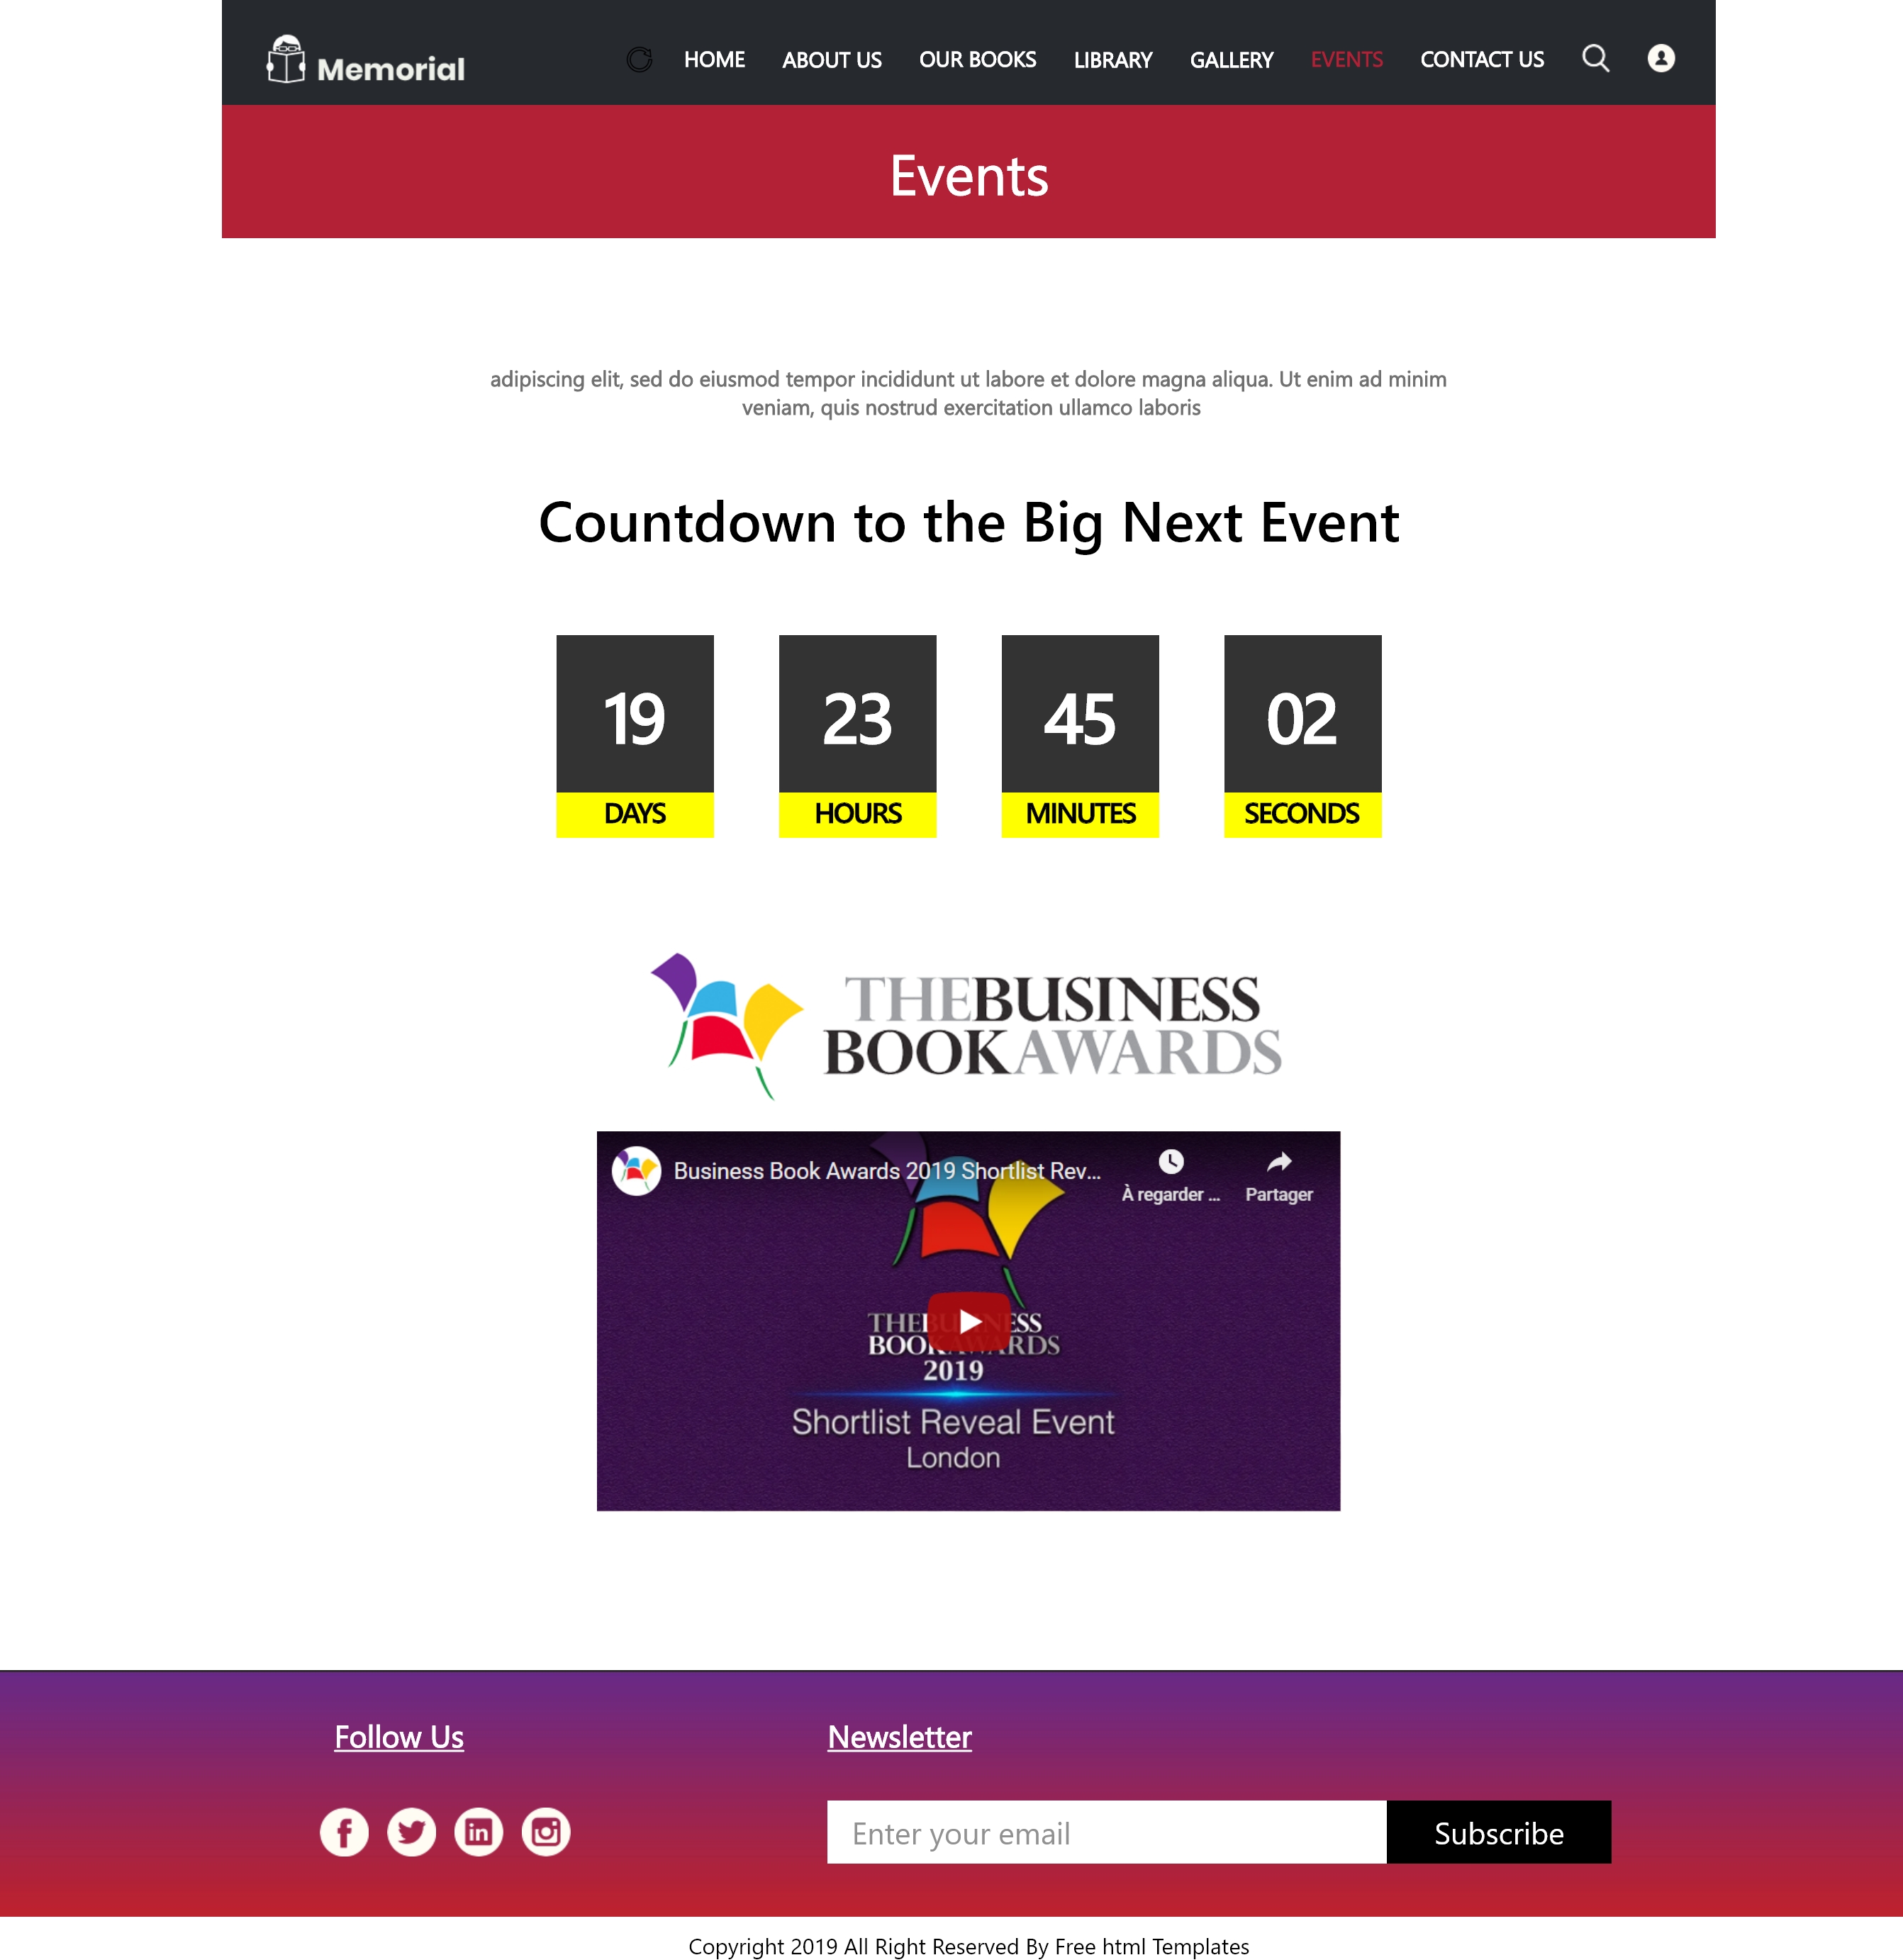 Memorial
HOME ABOUT US OUR BOOKS LIBRARY GALLERY EVENTS CONTACT US
Events
adipiscing elit, sed do eiusmod tempor incididunt ut labore et dolore magna aliqua. Ut enim ad minim
veniam, quis nostrud exercitation ullamco laboris
Countdown to the Big Next Event
19 23 45 02
DAYS HOURS MINUTES SECONDS
THEBUSINESS
BOOKAWARDS
Business Book Awards 2019 Shortlist Rev...
À regarder ... Partager
THEBUSINESS
BOOKAWARDS
2019
Shortlist Reveal Event
London
Follow Us Newsletter
Enter your email Subscribe
Copyright 2019 All Right Reserved By Free html Templates